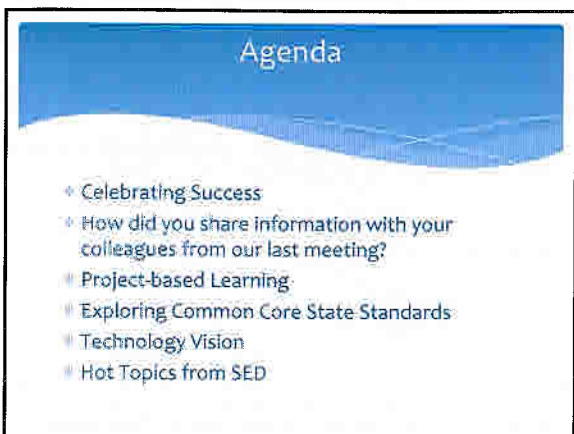 Agenda
Celebrating Success
How did you share information with your
colleagues from our last meeting?
Project-based Learning
Exploring Common Core State Standards
Technology Vision
Hot Topics from SED